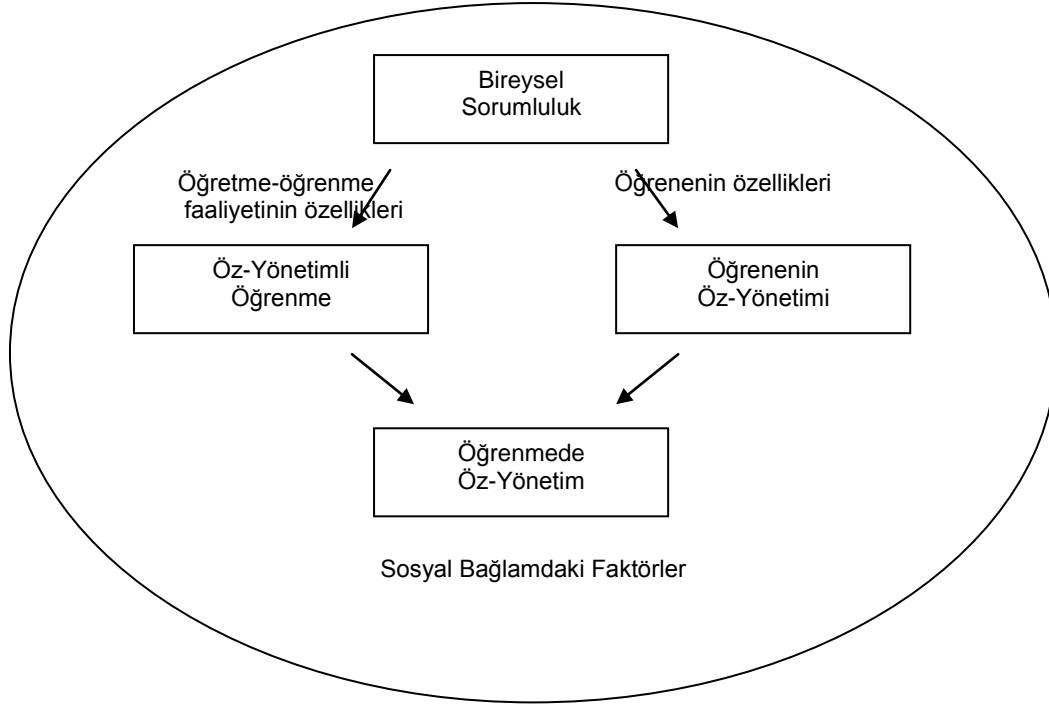 Bireysel
Sorumluluk
Öğretme-öğrenme
faaliyetinin özellikleri
Öğrenenin özellikleri
Öz-Yönetimli
Öğrenme
Öğrenenin
Öz-Yönetimi
Öğrenmede
Öz-Yönetim
Sosyal Bağlamdaki Faktörler